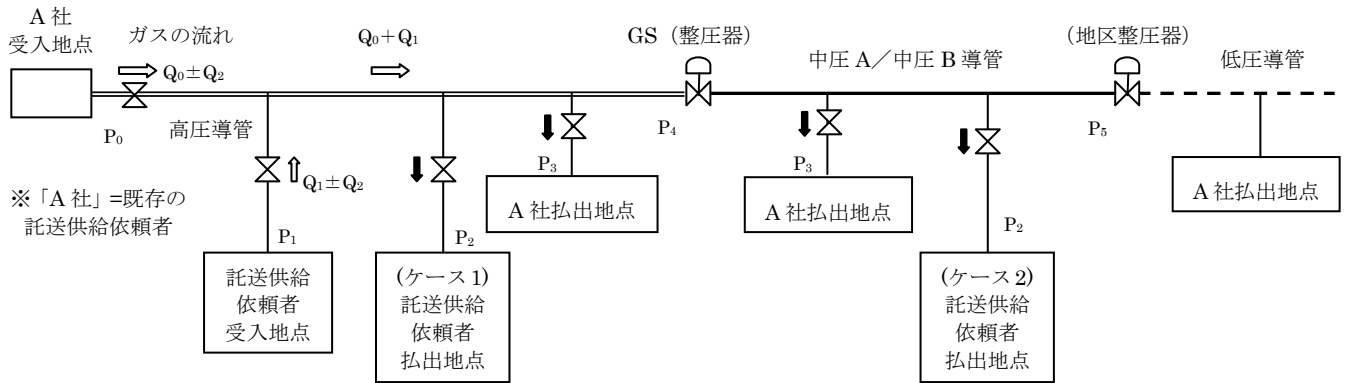 A 社
受入地点
ガスの流れ
Q₀±Q₂
Q₀＋Q₁
GS（整圧器）
中圧 A／中圧 B 導管
（地区整圧器）
低圧導管
P₀
高圧導管
Q₁±Q₂
P₁
P₂
P₃
P₄
P₃
P₂
P₅
※「A 社」=既存の
託送供給依頼者
A 社払出地点
A 社払出地点
A 社払出地点
託送供給
依頼者
受入地点
(ケース 1)
託送供給
依頼者
払出地点
(ケース 2)
託送供給
依頼者
払出地点